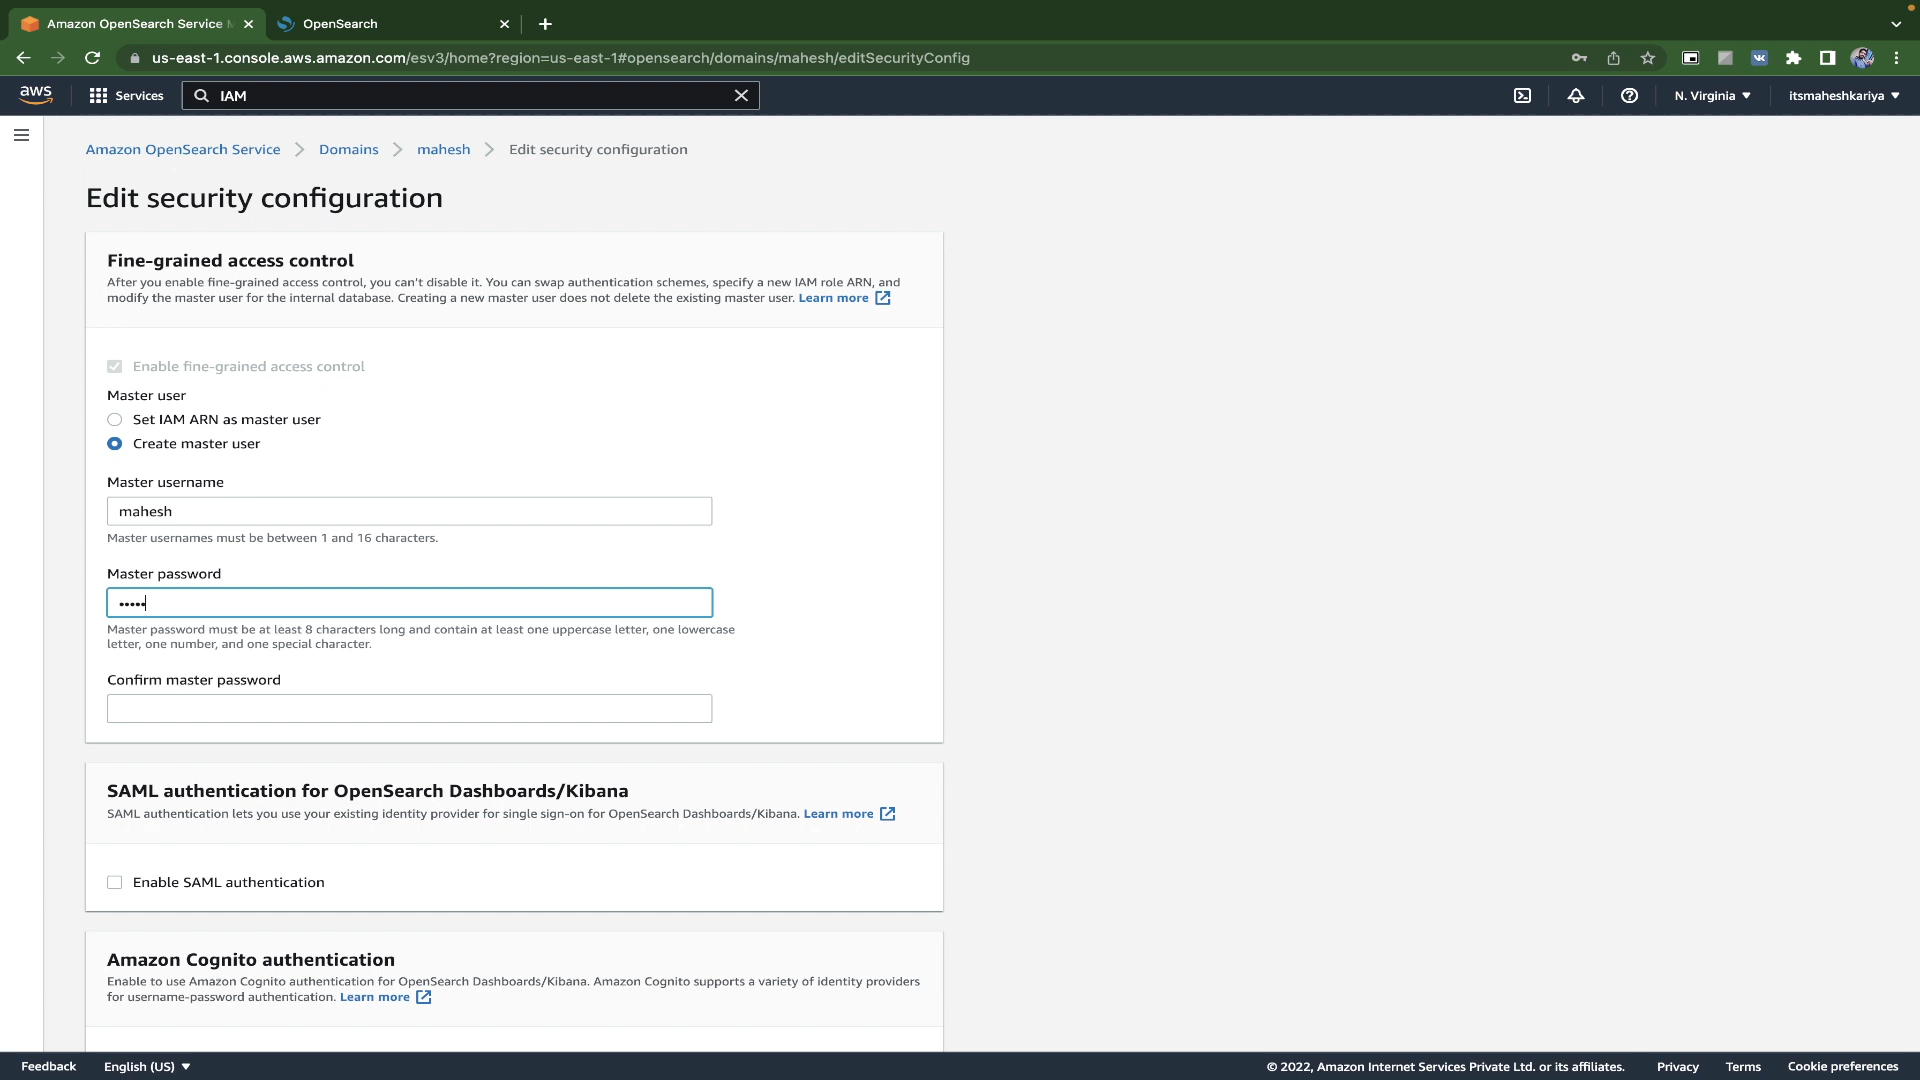 Amazon OpenSearch Service M
OpenSearch
us-east-1.console.aws.amazon.com/esv3/home?region=us-east-1#opensearch/domains/mahesh/editSecurityConfig
aws
Services
IAM
N. Virginia
itsmaheshkariya
Amazon OpenSearch Service
Domains
mahesh
Edit security configuration
Edit security configuration
Fine-grained access control
After you enable fine-grained access control, you can't disable it. You can swap authentication schemes, specify a new IAM role ARN, and
modify the master user for the internal database. Creating a new master user does not delete the existing master user. Learn more
Enable fine-grained access control
Master user
Set IAM ARN as master user
Create master user
Master username
mahesh
Master usernames must be between 1 and 16 characters.
Master password
•••••
Master password must be at least 8 characters long and contain at least one uppercase letter, one lowercase
letter, one number, and one special character.
Confirm master password
SAML authentication for OpenSearch Dashboards/Kibana
SAML authentication lets you use your existing identity provider for single sign-on for OpenSearch Dashboards/Kibana. Learn more
Enable SAML authentication
Amazon Cognito authentication
Enable to use Amazon Cognito authentication for OpenSearch Dashboards/Kibana. Amazon Cognito supports a variety of identity providers
for username-password authentication. Learn more
Feedback
English (US)
© 2022, Amazon Internet Services Private Ltd. or its affiliates.
Privacy
Terms
Cookie preferences